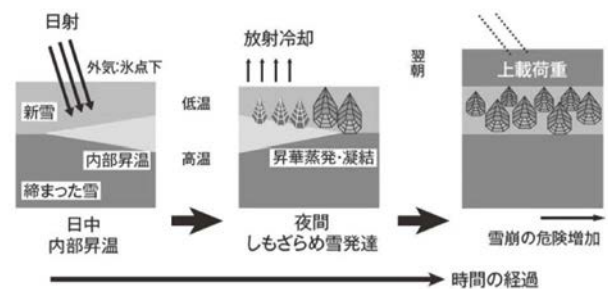 日射
外気:氷点下
新雪
内部昇温
締まった雪
日中
内部昇温
放射冷却
低温
高温
昇華蒸発・凝結
夜間
しもざらめ雪発達
翌朝
上載荷重
雪崩の危険増加
時間の経過